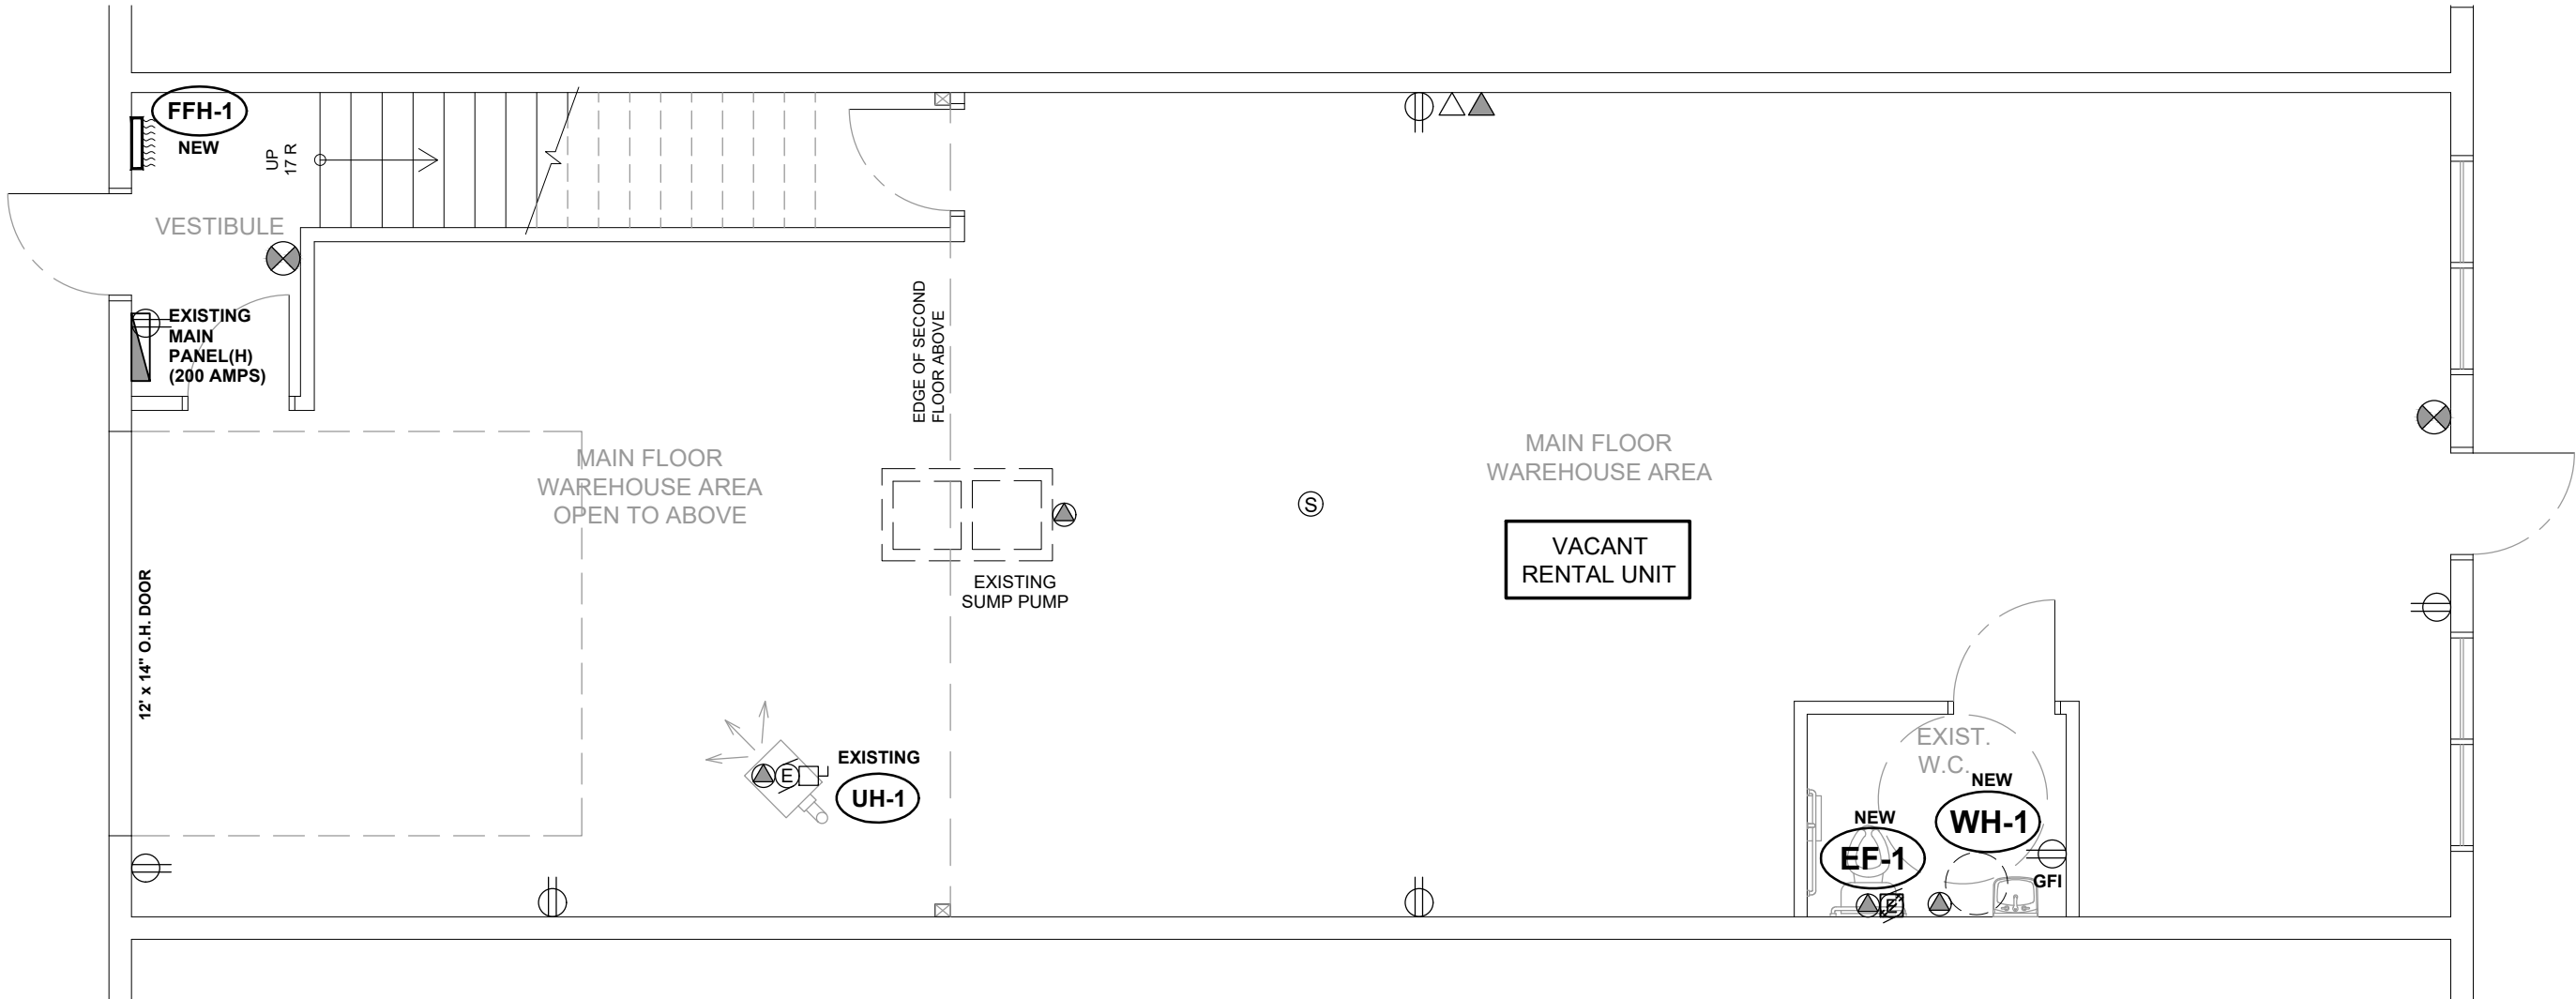 FFH-1
NEW
UP
17 R
VESTIBULE
EXISTING
MAIN
PANEL(H)
(200 AMPS)
EDGE OF SECOND
FLOOR ABOVE
MAIN FLOOR
WAREHOUSE AREA
OPEN TO ABOVE
MAIN FLOOR
WAREHOUSE AREA
S
VACANT
RENTAL UNIT
EXISTING
SUMP PUMP
12' x 14" O.H. DOOR
E
EXISTING
UH-1
EXIST.
W.C.
NEW
WH-1
NEW
EF-1
GFI
E